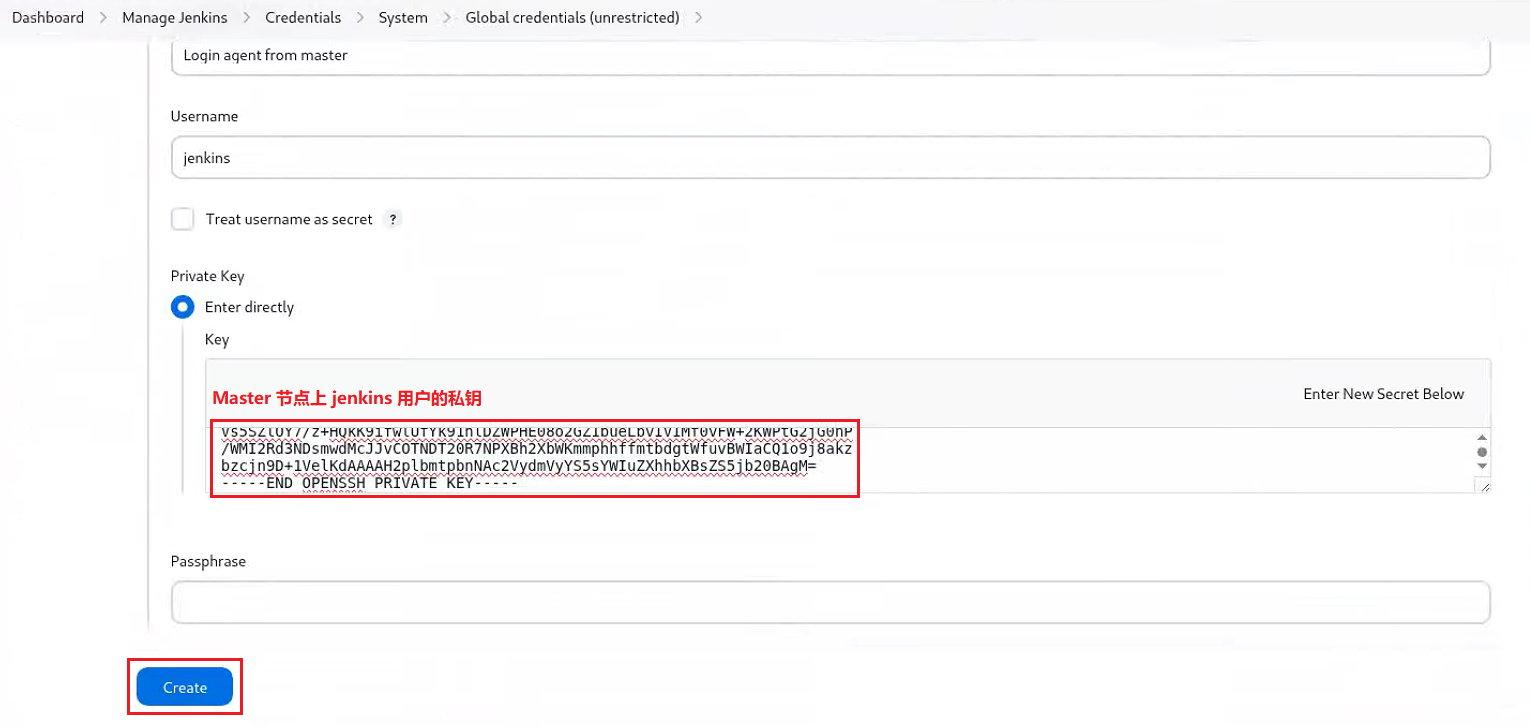 Dashboard > Manage Jenkins > Credentials > System > Global credentials (unrestricted) >
Login agent from master
Username
jenkins
Treat username as secret ?
Private Key
Enter directly
Key
Master 节点上 jenkins 用户的私钥
Enter New Secret Below
/WMI2Rd3NDsmwdMcJJvCOTNDT20R7NPXBh2XbWKmmphhffmtbdgtWfuvBWIaCQ1o9j8akz
bzcjn9D+1VelKdAAAAH2plbmtpbnNAc2VydmVyYS5sYWIuZXhhbXBsZS5jb20BAgM=
-----END OPENSSH PRIVATE KEY-----
Passphrase
Create